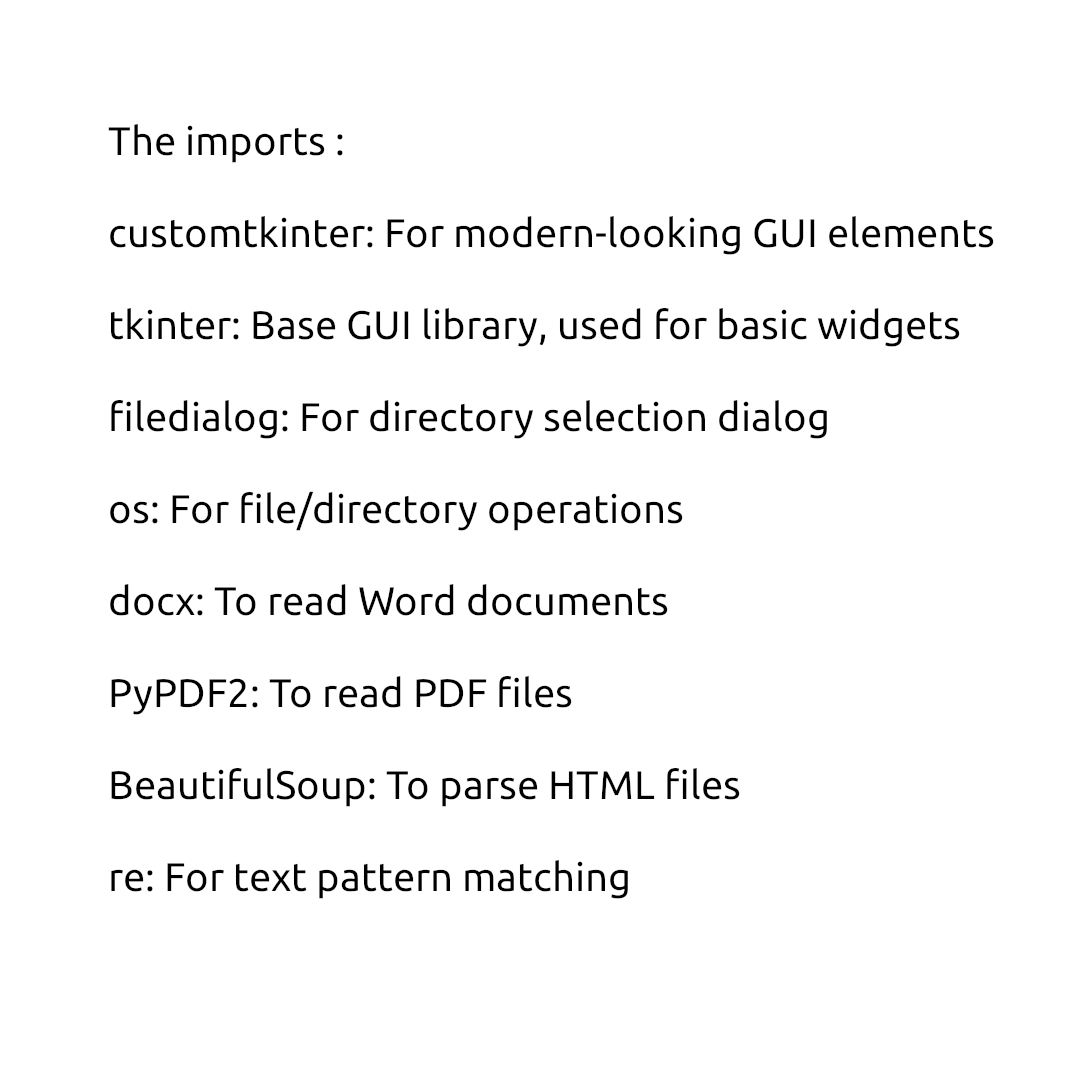 The imports :
customtkinter: For modern-looking GUI elements
tkinter: Base GUI library, used for basic widgets
filedialog: For directory selection dialog
os: For file/directory operations
docx: To read Word documents
PyPDF2: To read PDF files
BeautifulSoup: To parse HTML files
re: For text pattern matching